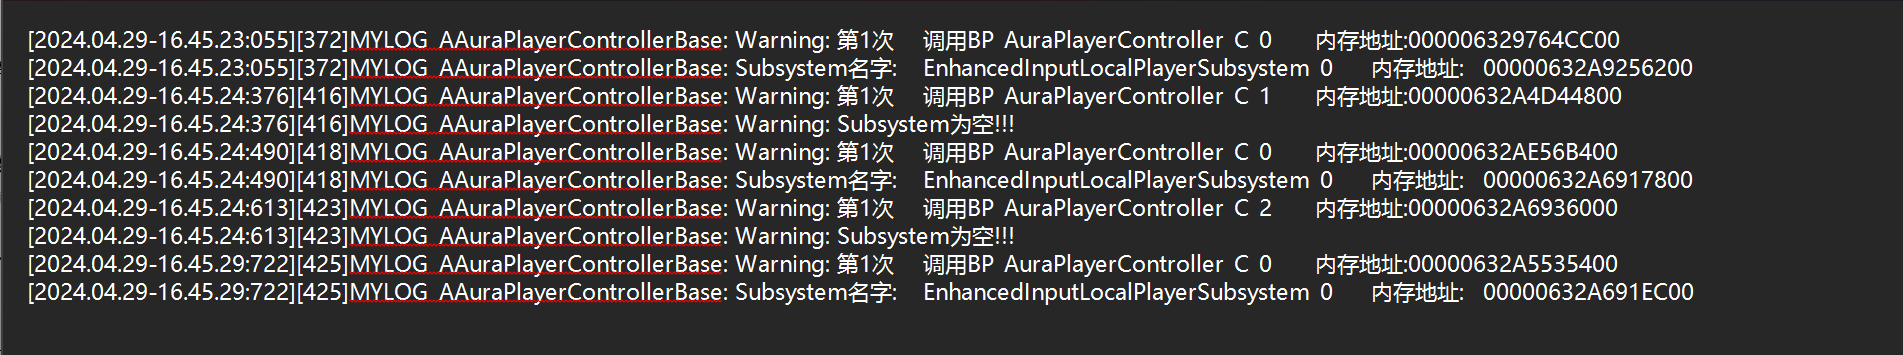 [2024.04.29-16.45.23:055][372]MYLOG_AAuraPlayerControllerBase: Warning: 第1次 调用BP_AuraPlayerController_C_0 内存地址:000006329764CC00
[2024.04.29-16.45.23:055][372]MYLOG_AAuraPlayerControllerBase: Subsystem名字: EnhancedInputLocalPlayerSubsystem_0 内存地址: 00000632A9256200
[2024.04.29-16.45.24:376][416]MYLOG_AAuraPlayerControllerBase: Warning: 第1次 调用BP_AuraPlayerController_C_1 内存地址:00000632A4D44800
[2024.04.29-16.45.24:376][416]MYLOG_AAuraPlayerControllerBase: Warning: Subsystem为空!!!
[2024.04.29-16.45.24:490][418]MYLOG_AAuraPlayerControllerBase: Warning: 第1次 调用BP_AuraPlayerController_C_0 内存地址:00000632AE56B400
[2024.04.29-16.45.24:490][418]MYLOG_AAuraPlayerControllerBase: Subsystem名字: EnhancedInputLocalPlayerSubsystem_0 内存地址: 00000632A6917800
[2024.04.29-16.45.24:613][423]MYLOG_AAuraPlayerControllerBase: Warning: 第1次 调用BP_AuraPlayerController_C_2 内存地址:00000632A6936000
[2024.04.29-16.45.24:613][423]MYLOG_AAuraPlayerControllerBase: Warning: Subsystem为空!!!
[2024.04.29-16.45.29:722][425]MYLOG_AAuraPlayerControllerBase: Warning: 第1次 调用BP_AuraPlayerController_C_0 内存地址:00000632A5535400
[2024.04.29-16.45.29:722][425]MYLOG_AAuraPlayerControllerBase: Subsystem名字: EnhancedInputLocalPlayerSubsystem_0 内存地址: 00000632A691EC00